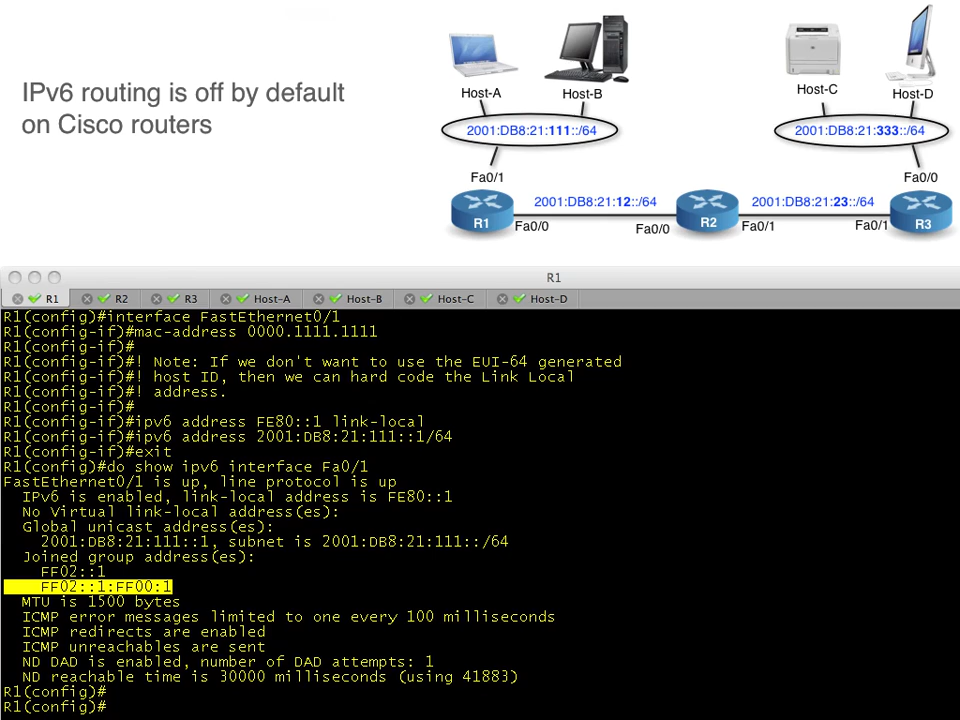 IPv6 routing is off by default
on Cisco routers
Host-A
Host-B
Host-C
Host-D
2001:DB8:21:111::/64
2001:DB8:21:333::/64
Fa0/1
Fa0/0
2001:DB8:21:12::/64
2001:DB8:21:23::/64
R1
R2
R3
Fa0/0
Fa0/0
Fa0/1
Fa0/1
R1
R1
R2
R3
Host-A
Host-B
Host-C
Host-D
R1(config)#interface FastEthernet0/1
R1(config-if)#mac-address 0000.1111.1111
R1(config-if)#
R1(config-if)#! Note: If we don't want to use the EUI-64 generated
R1(config-if)#! host ID, then we can hard code the Link Local
R1(config-if)#! address.
R1(config-if)#
R1(config-if)#ipv6 address FE80::1 link-local
R1(config-if)#ipv6 address 2001:DB8:21:111::1/64
R1(config-if)#exit
R1(config)#do show ipv6 interface Fa0/1
FastEthernet0/1 is up, line protocol is up
IPv6 is enabled, link-local address is FE80::1
No Virtual link-local address(es):
Global unicast address(es):
2001:DB8:21:111::1, subnet is 2001:DB8:21:111::/64
Joined group address(es):
FF02::1
FF02::1:FF00:1
MTU is 1500 bytes
ICMP error messages limited to one every 100 milliseconds
ICMP redirects are enabled
ICMP unreachables are sent
ND DAD is enabled, number of DAD attempts: 1
ND reachable time is 30000 milliseconds (using 41883)
R1(config)#
R1(config)#